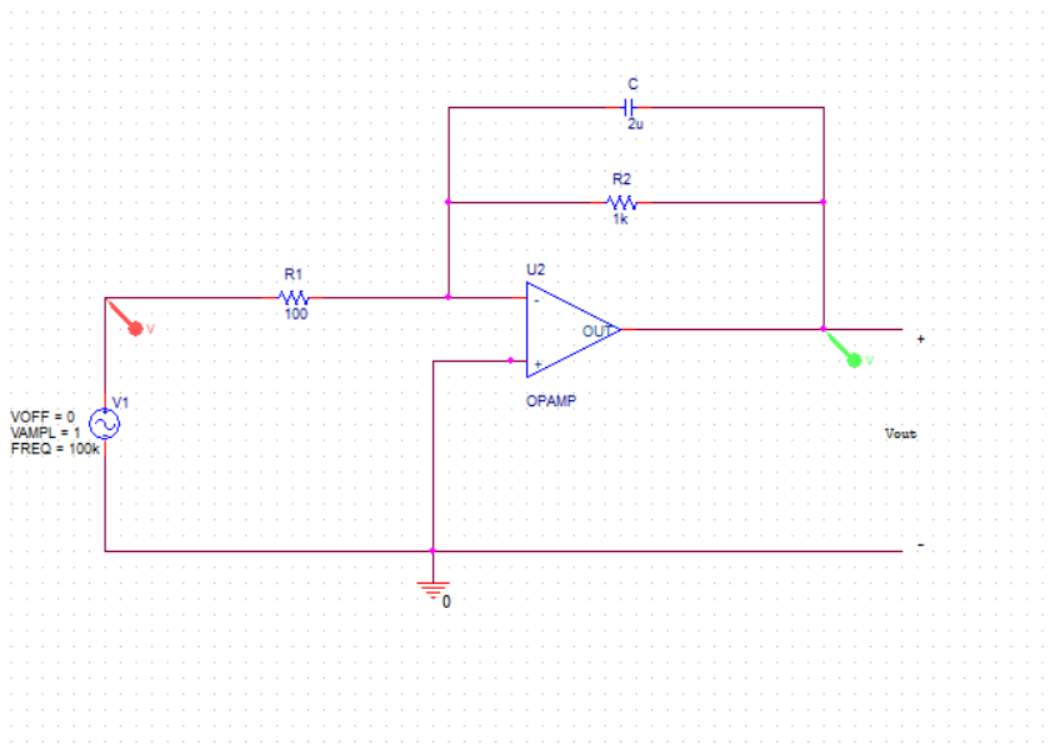 C
2u
R2
1k
U2
R1
100
-
OUT
+
OPAMP
V
V
+
-
V1
VOFF = 0
VAMPL = 1
FREQ = 100k
Vout
0